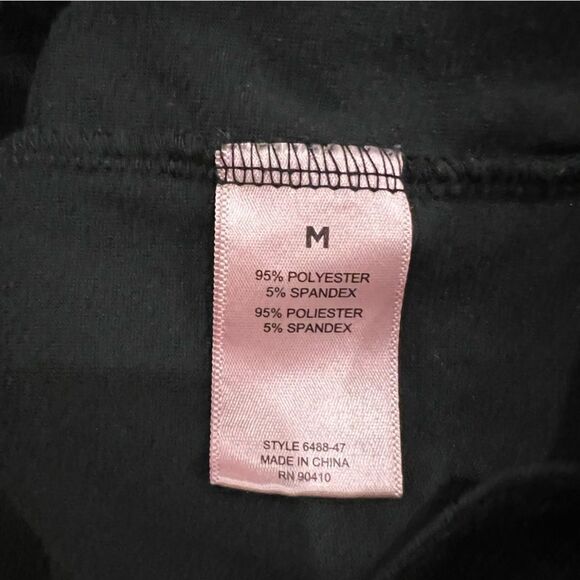 M
95% POLYESTER
5% SPANDEX
95% POLIESTER
5% SPANDEX
STYLE 6488-47
MADE IN CHINA
RN 90410